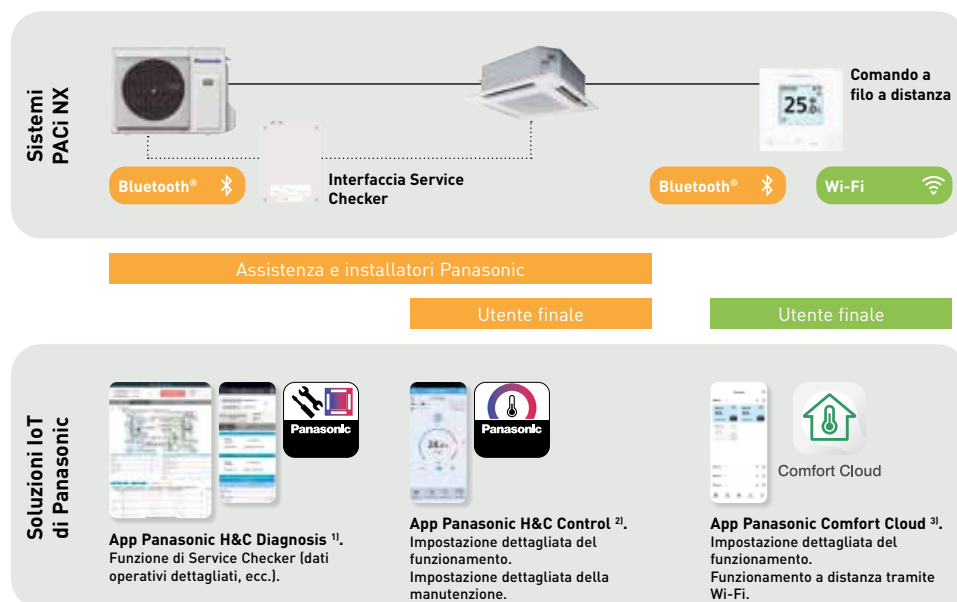 Sistemi
PACi NX
Panasonic
25
Comando a
filo a distanza
Bluetooth®
Interfaccia Service
Checker
Bluetooth®
Wi-Fi
Assistenza e installatori Panasonic
Utente finale
Utente finale
Soluzioni IoT
di Panasonic
Panasonic
Panasonic
Comfort Cloud
App Panasonic H&C Diagnosis 1).
Funzione di Service Checker (dati
operativi dettagliati, ecc.).
App Panasonic H&C Control 2).
Impostazione dettagliata del
funzionamento.
Impostazione dettagliata della
manutenzione.
App Panasonic Comfort Cloud 3).
Impostazione dettagliata del
funzionamento.
Funzionamento a distanza tramite
Wi-Fi.